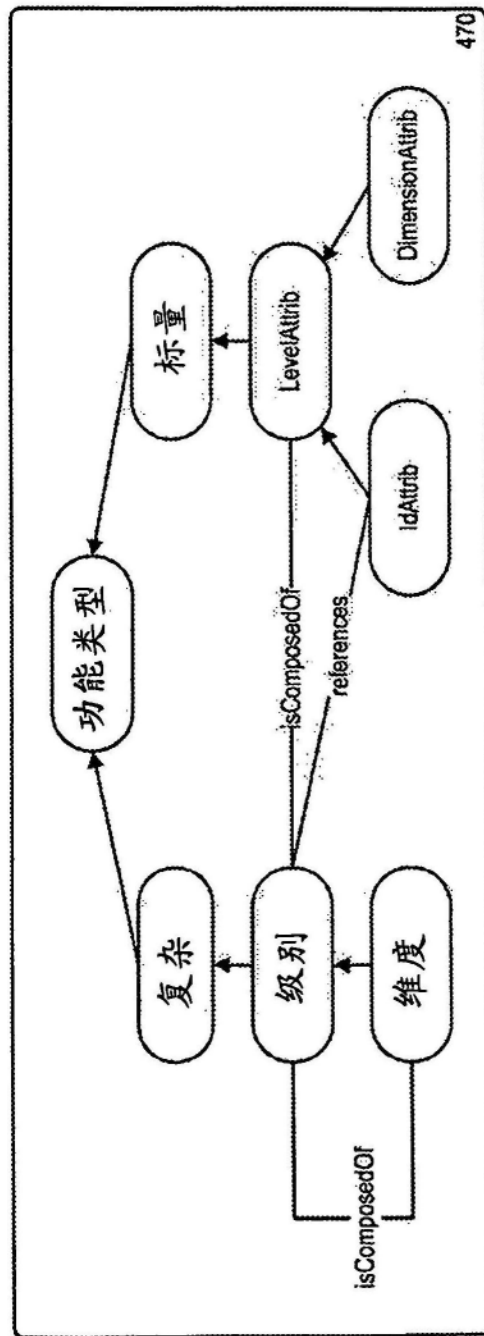 功能类型
复杂
标量
级别
isComposedOf
LevelAttrib
references
isComposedOf
维度
IdAttrib
DimensionAttrib
470